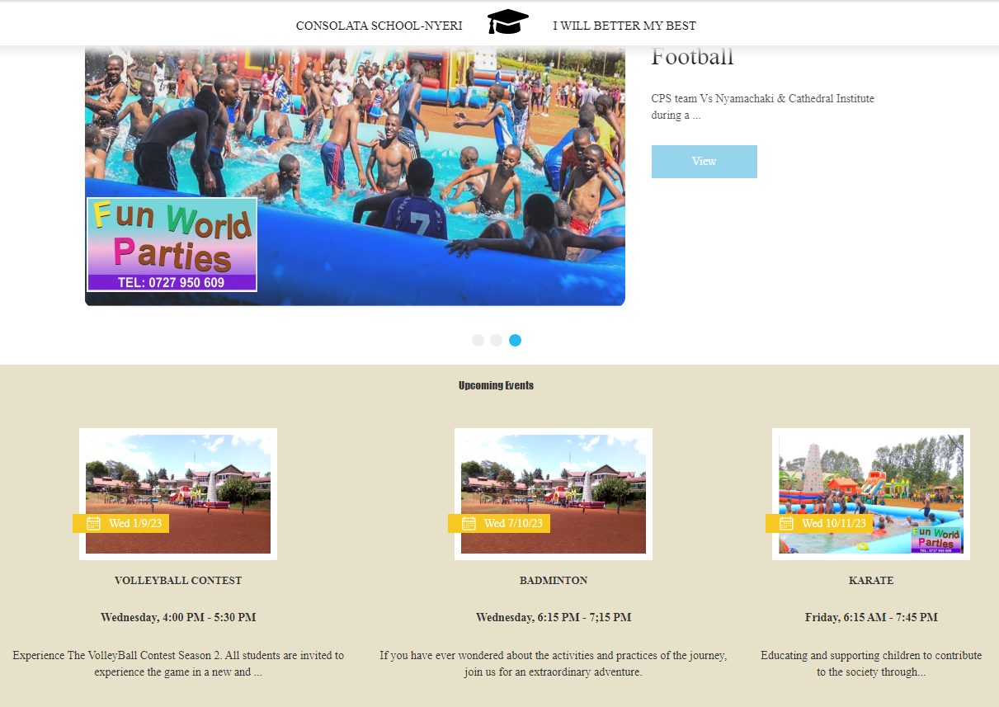 CONSOLATA SCHOOL-NYERI
I WILL BETTER MY BEST
Football
CPS team Vs Nyamachaki & Cathedral Institute
during a ...
View
7
Fun World
Parties
TEL: 0727 950 609
Upcoming Events
Wed 1/9/23
VOLLEYBALL CONTEST
Wednesday, 4:00 PM - 5:30 PM
Experience The VolleyBall Contest Season 2. All students are invited to
experience the game in a new and ...
Wed 7/10/23
BADMINTON
Wednesday, 6:15 PM - 7;15 PM
If you have ever wondered about the activities and practices of the journey,
join us for an extraordinary adventure.
Wed 10/11/23
Fun World
Parties
TEL: 0727 950 609
KARATE
Friday, 6:15 AM - 7:45 PM
Educating and supporting children to contribute
to the society through...